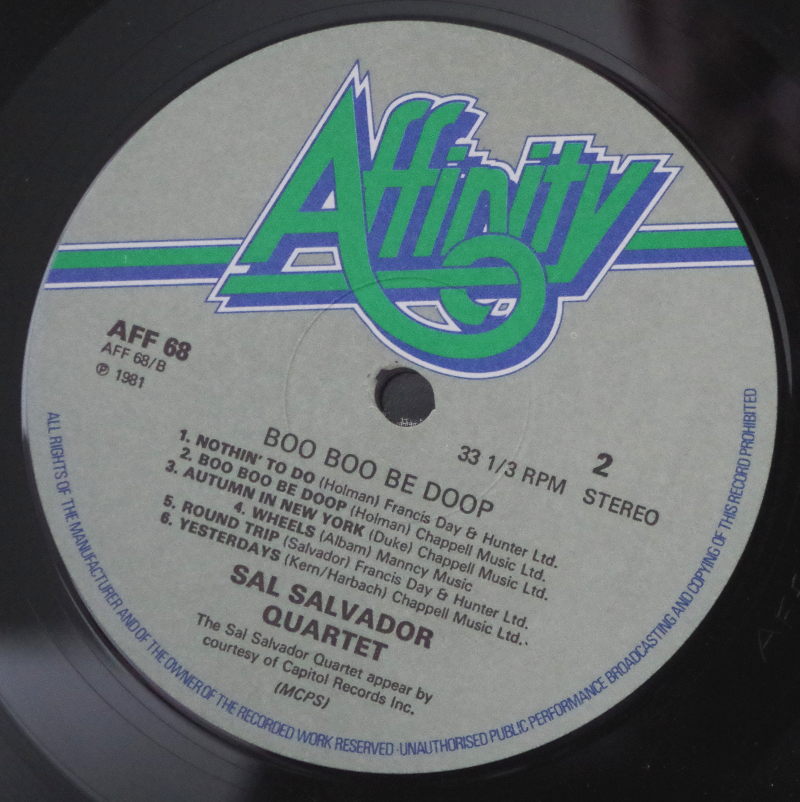 Affinity
AFF 68
AFF 68/B
℗ 1981
33 1/3 RPM
2
STEREO
BOO BOO BE DOOP
1. NOTHIN' TO DO (Holman) Francis Day & Hunter Ltd.
2. BOO BOO BE DOOP (Holman) Chappell Music Ltd.
3. AUTUMN IN NEW YORK (Duke) Chappell Music Ltd.
4. WHEELS (Albam) Manncy Music
5. ROUND TRIP (Salvador) Francis Day & Hunter Ltd.
6. YESTERDAYS (Kern/Harbach) Chappell Music Ltd.
SAL SALVADOR
QUARTET
The Sal Salvador Quartet appear by
courtesy of Capitol Records Inc.
(MCPS)
ALL RIGHTS OF THE MANUFACTURER AND OF THE OWNER OF THE RECORDED WORK RESERVED · UNAUTHORISED PUBLIC PERFORMANCE BROADCASTING AND COPYING OF THIS RECORD PROHIBITED